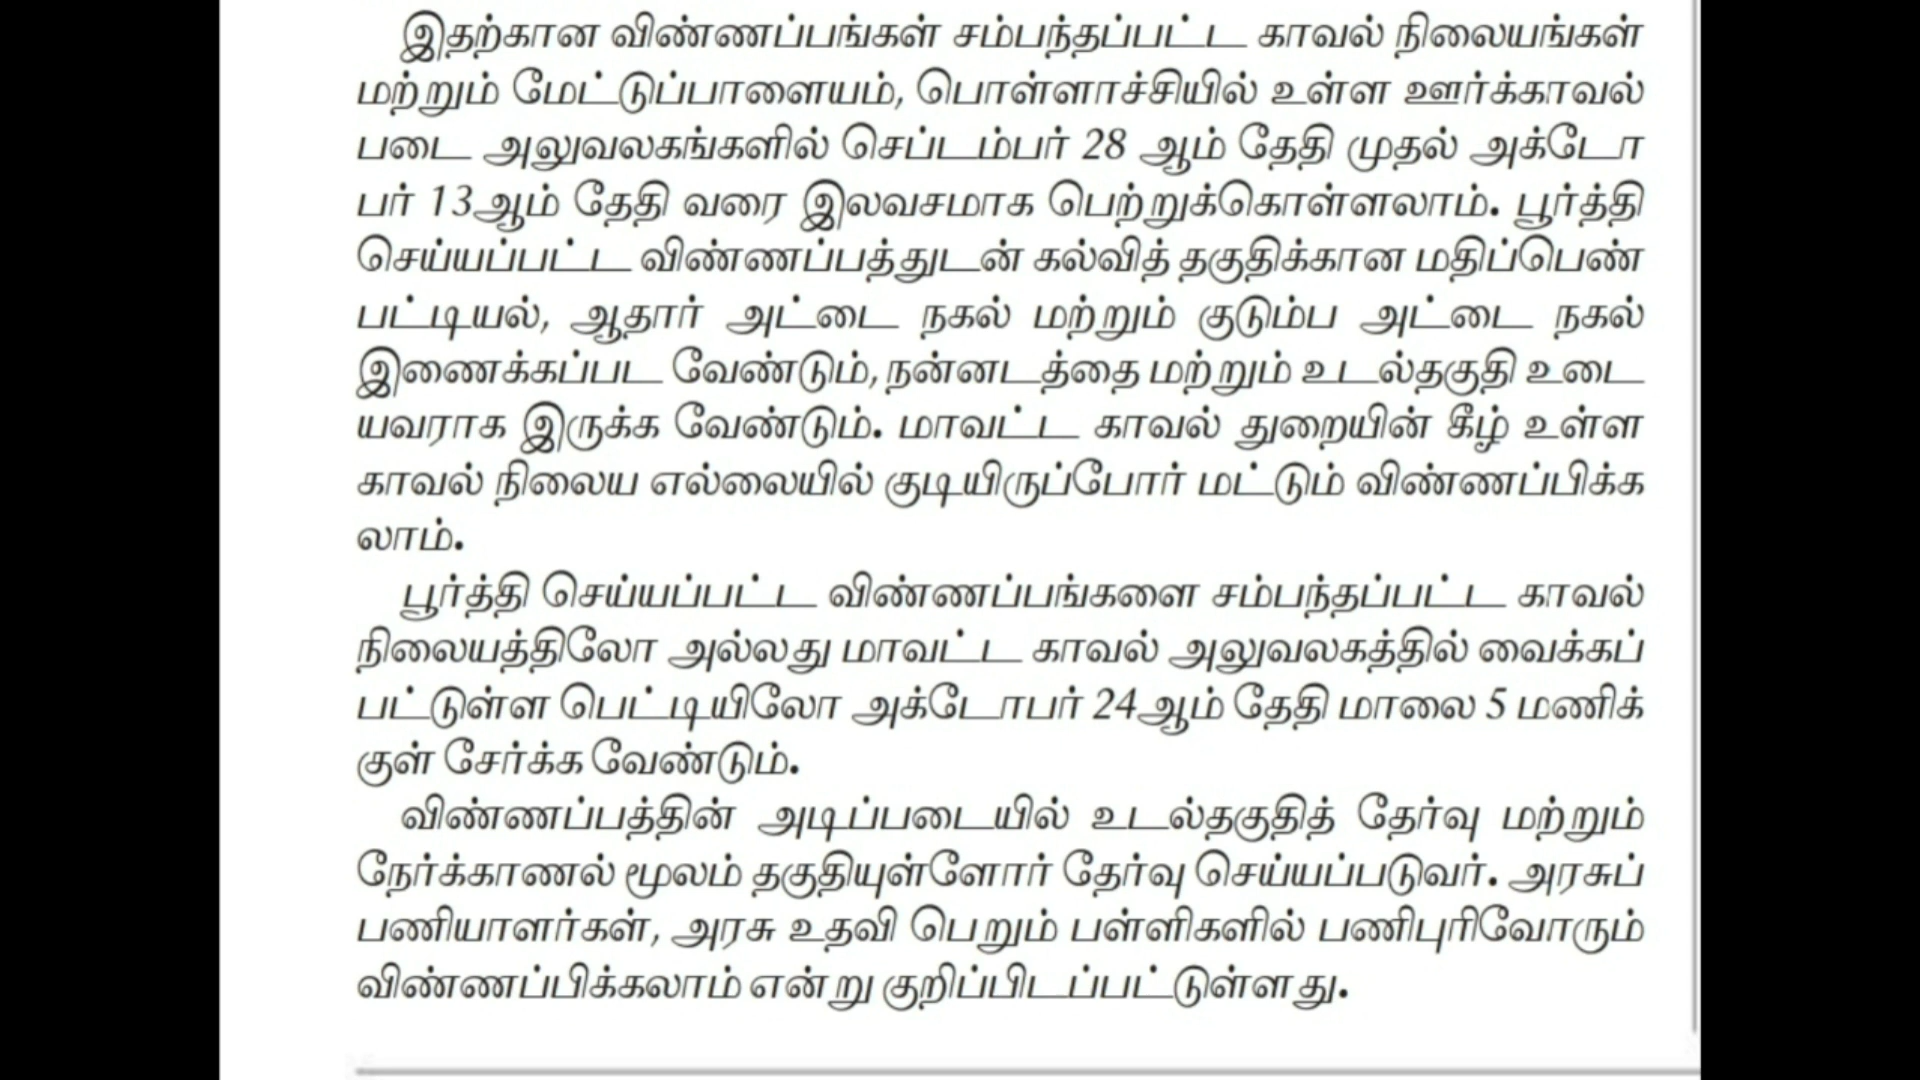 இதற்கான விண்ணப்பங்கள் சம்பந்தப்பட்ட காவல் நிலையங்கள்
மற்றும் மேட்டுப்பாளையம், பொள்ளாச்சியில் உள்ள ஊர்க்காவல்
படை அலுவலகங்களில் செப்டம்பர் 28 ஆம் தேதி முதல் அக்டோ
பர் 13ஆம் தேதி வரை இலவசமாக பெற்றுக்கொள்ளலாம். பூர்த்தி
செய்யப்பட்ட விண்ணப்பத்துடன் கல்வித் தகுதிக்கான மதிப்பெண்
பட்டியல், ஆதார் அட்டை நகல் மற்றும் குடும்ப அட்டை நகல்
இணைக்கப்பட வேண்டும், நன்னடத்தை மற்றும் உடல்தகுதி உடை
யவராக இருக்க வேண்டும். மாவட்ட காவல் துறையின் கீழ் உள்ள
காவல் நிலைய எல்லையில் குடியிருப்போர் மட்டும் விண்ணப்பிக்க
லாம்.
பூர்த்தி செய்யப்பட்ட விண்ணப்பங்களை சம்பந்தப்பட்ட காவல்
நிலையத்திலோ அல்லது மாவட்ட காவல் அலுவலகத்தில் வைக்கப்
பட்டுள்ள பெட்டியிலோ அக்டோபர் 24ஆம் தேதி மாலை 5 மணிக்
குள் சேர்க்க வேண்டும்.
விண்ணப்பத்தின் அடிப்படையில் உடல்தகுதித் தேர்வு மற்றும்
நேர்க்காணல் மூலம் தகுதியுள்ளோர் தேர்வு செய்யப்படுவர். அரசுப்
பணியாளர்கள், அரசு உதவி பெறும் பள்ளிகளில் பணிபுரிவோரும்
விண்ணப்பிக்கலாம் என்று குறிப்பிடப்பட்டுள்ளது.